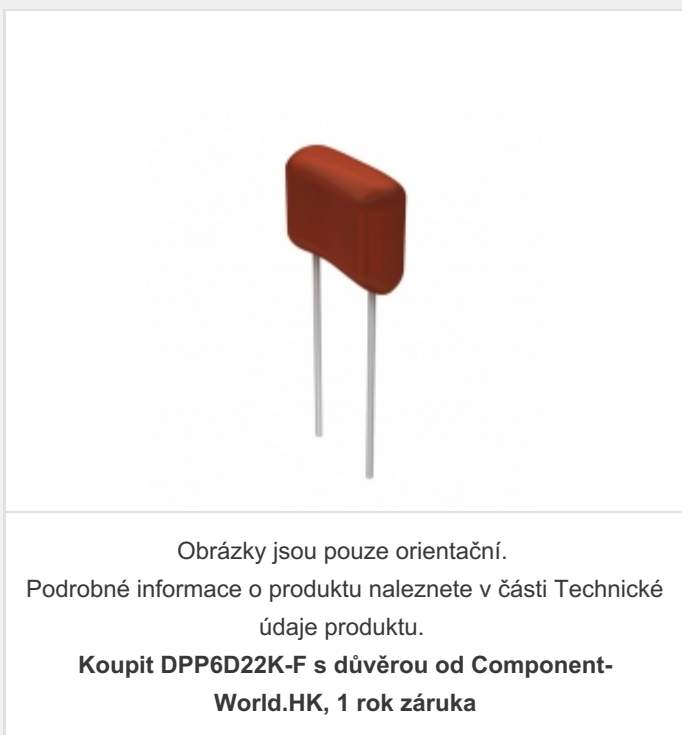 Obrázky jsou pouze orientační.
Podrobné informace o produktu naleznete v části Technické
údaje produktu.
Koupit DPP6D22K-F s důvěrou od Component-
World.HK, 1 rok záruka